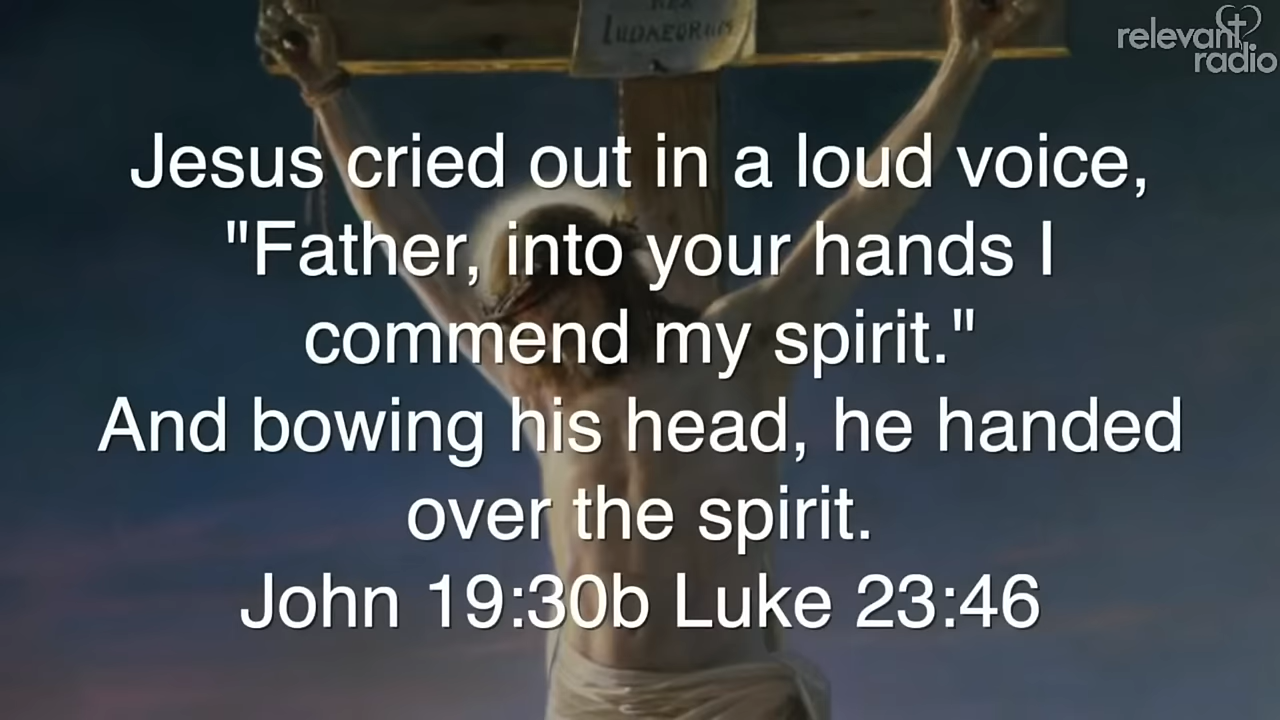 IUDAEORUM
relevant
radio
Jesus cried out in a loud voice,
"Father, into your hands I
commend my spirit."
And bowing his head, he handed
over the spirit.
John 19:30b Luke 23:46